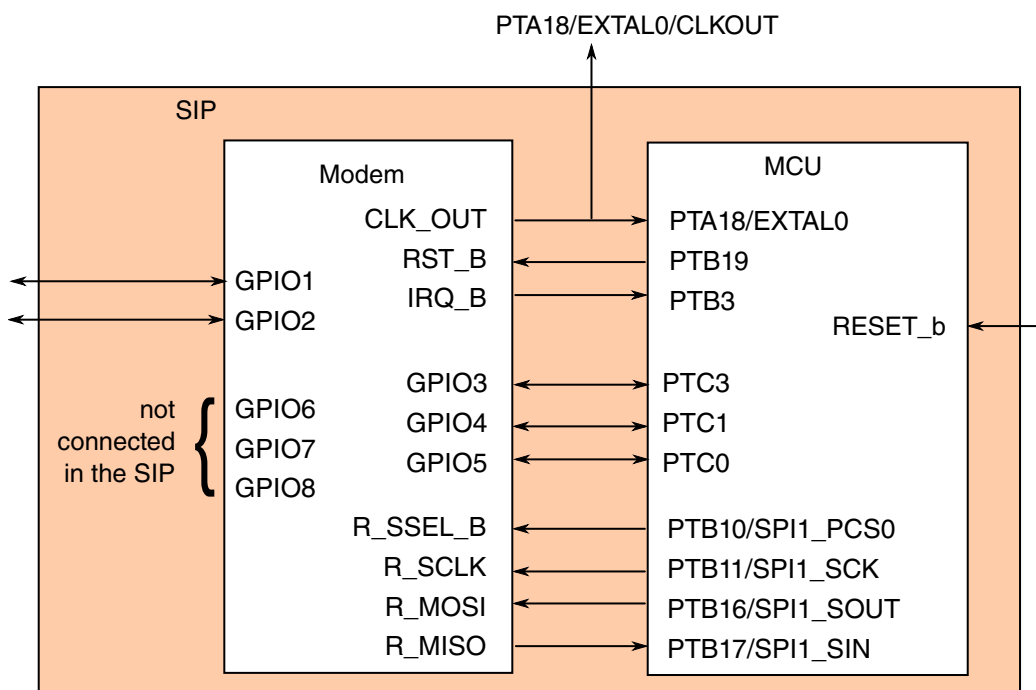 PTA18/EXTAL0/CLKOUT
SIP
Modem
MCU
CLK_OUT
PTA18/EXTAL0
RST_B
PTB19
GPIO1
IRQ_B
PTB3
GPIO2
RESET_b
GPIO3
PTC3
not
connected
in the SIP
{
GPIO6
GPIO7
GPIO8
GPIO4
PTC1
GPIO5
PTC0
R_SSEL_B
PTB10/SPI1_PCS0
R_SCLK
PTB11/SPI1_SCK
R_MOSI
PTB16/SPI1_SOUT
R_MISO
PTB17/SPI1_SIN